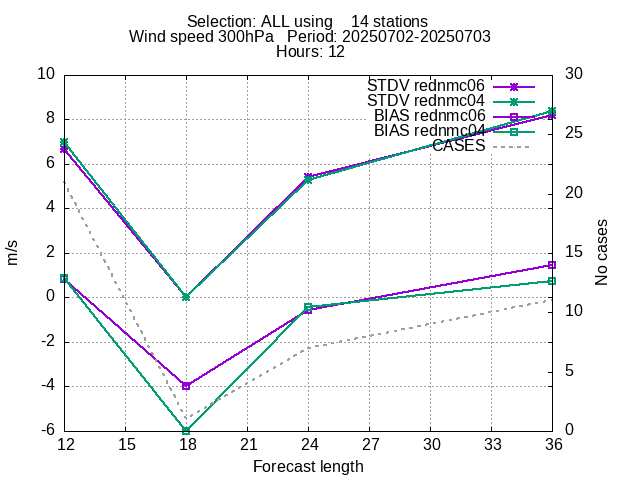 Selection: ALL using    14 stations
Wind speed 300hPa   Period: 20250702-20250703
Hours: 12
STDV rednmc06
STDV rednmc04
BIAS rednmc06
BIAS rednmc04
CASES
10
8
6
4
2
0
-2
-4
-6
30
25
20
15
10
5
0
m/s
No cases
12 15 18 21 24 27 30 33 36
Forecast length